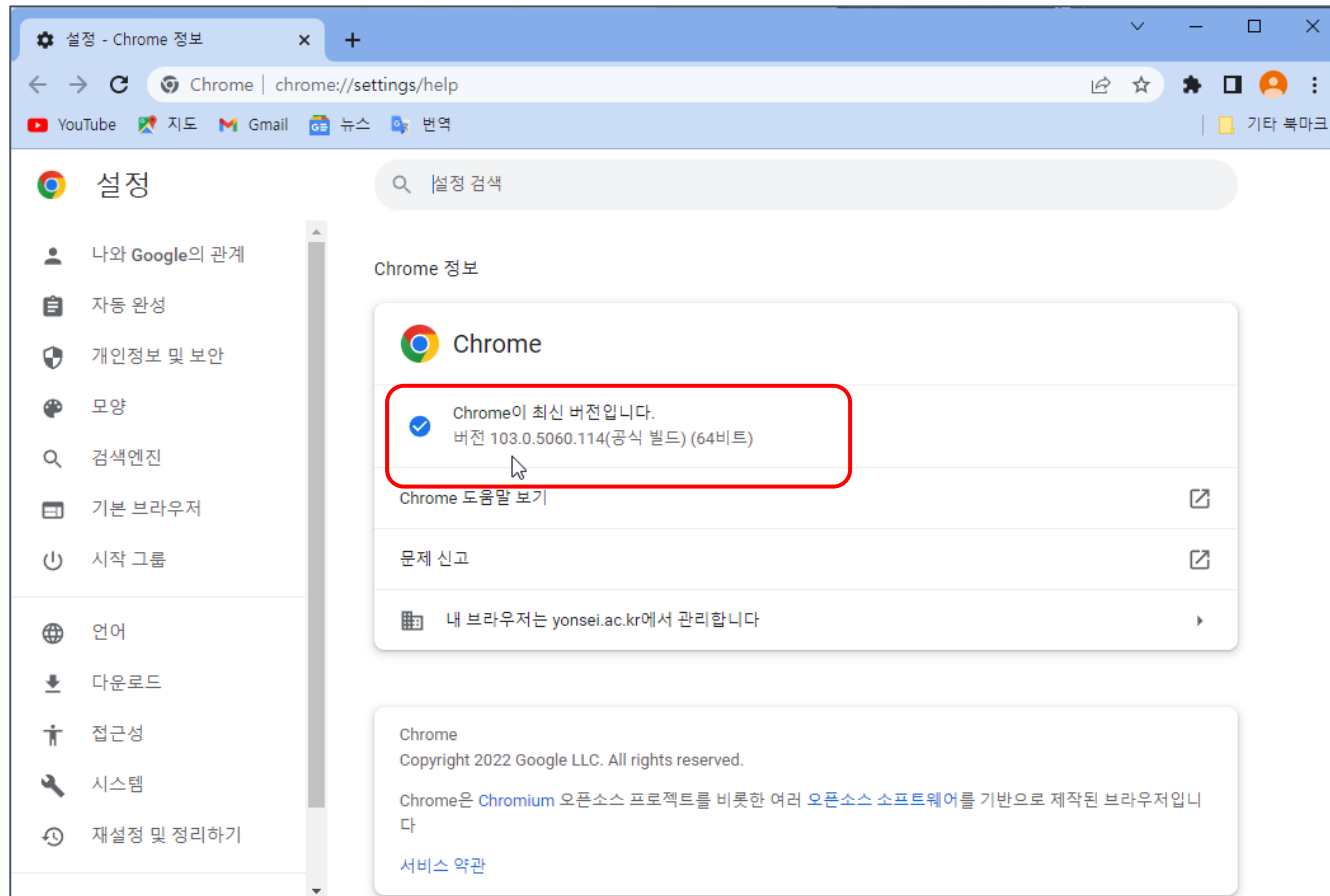 설정 - Chrome 정보
Chrome | chrome://settings/help
YouTube 지도 Gmail 뉴스 번역 기타 북마크
설정
설정 검색
나와 Google의 관계
자동 완성
개인정보 및 보안
모양
검색엔진
기본 브라우저
시작 그룹
언어
다운로드
접근성
시스템
재설정 및 정리하기
Chrome 정보
Chrome
Chrome이 최신 버전입니다.
버전 103.0.5060.114(공식 빌드) (64비트)
Chrome 도움말 보기
문제 신고
내 브라우저는 yonsei.ac.kr에서 관리합니다
Chrome
Copyright 2022 Google LLC. All rights reserved.
Chrome은 Chromium 오픈소스 프로젝트를 비롯한 여러 오픈소스 소프트웨어를 기반으로 제작된 브라우저입니
다
서비스 약관